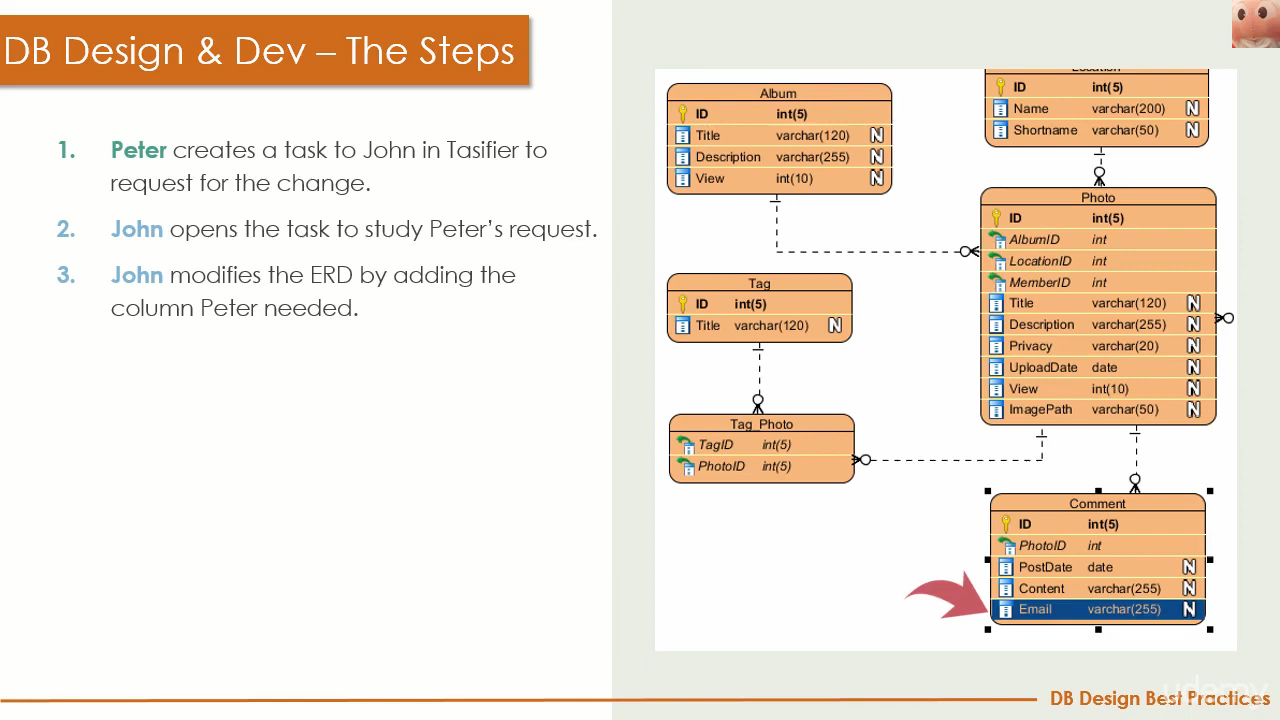 DB Design & Dev – The Steps
1. Peter creates a task to John in Tasifier to
request for the change.
2. John opens the task to study Peter's request.
3. John modifies the ERD by adding the
column Peter needed.
Location
ID int(5)
Name varchar(200) N
Shortname varchar(50) N
Album
ID int(5)
Title varchar(120) N
Description varchar(255) N
View int(10) N
Photo
ID int(5)
AlbumID int
LocationID int
MemberID int
Title varchar(120) N
Description varchar(255) N
Privacy varchar(20) N
UploadDate date N
View int(10) N
ImagePath varchar(50) N
Tag
ID int(5)
Title varchar(120) N
Tag_Photo
TagID int(5)
PhotoID int(5)
Comment
ID int(5)
PhotoID int
PostDate date N
Content varchar(255) N
Email varchar(255) N
DB Design Best Practices
udemy